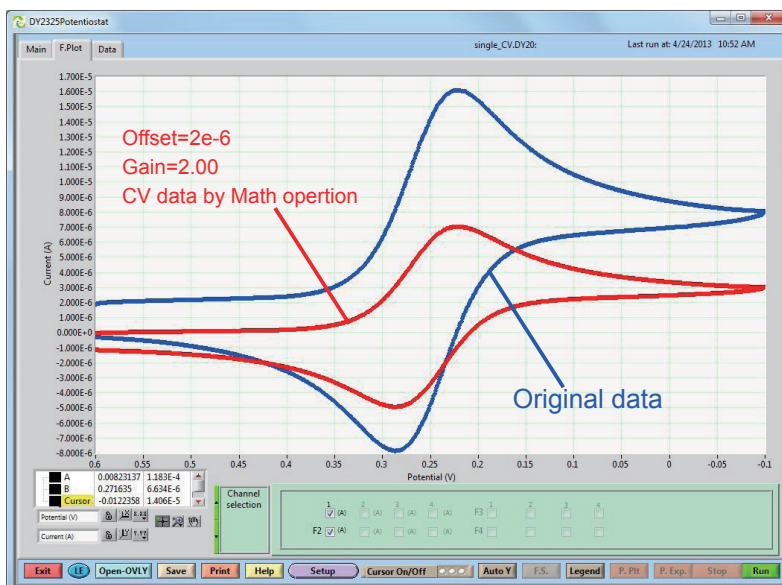 DY2325Potentiostat
Main F.Plot Data
single_CV.DY20: Last run at: 4/24/2013 10:52 AM
1.700E-5
1.600E-5
1.500E-5
1.400E-5
1.300E-5
1.200E-5
1.100E-5
1.000E-5
9.000E-6
8.000E-6
7.000E-6
6.000E-6
5.000E-6
4.000E-6
3.000E-6
2.000E-6
1.000E-6
0.000E+0
-1.000E-6
-2.000E-6
-3.000E-6
-4.000E-6
-5.000E-6
-6.000E-6
-7.000E-6
-8.000E-6
Current (A)
Offset=2e-6
Gain=2.00
CV data by Math opertion
Original data
0.6 0.55 0.5 0.45 0.4 0.35 0.3 0.25 0.2 0.15 0.1 0.05 0 -0.05 -0.1
Potential (V)
A 0.00823137 1.183E-4
B 0.271635 6.634E-6
Cursor -0.0122358 1.406E-5
Potential (V)
Current (A)
Channel
selection
1 2 3 4 1 2 3 4
(A) (A) (A) (A) F3
F2 (A) (A) (A) (A) F4
Exit LF Open-OVLY Save Print Help Setup Cursor On/Off Auto Y F.S. Legend P. Plt P. Exp. Stop Run